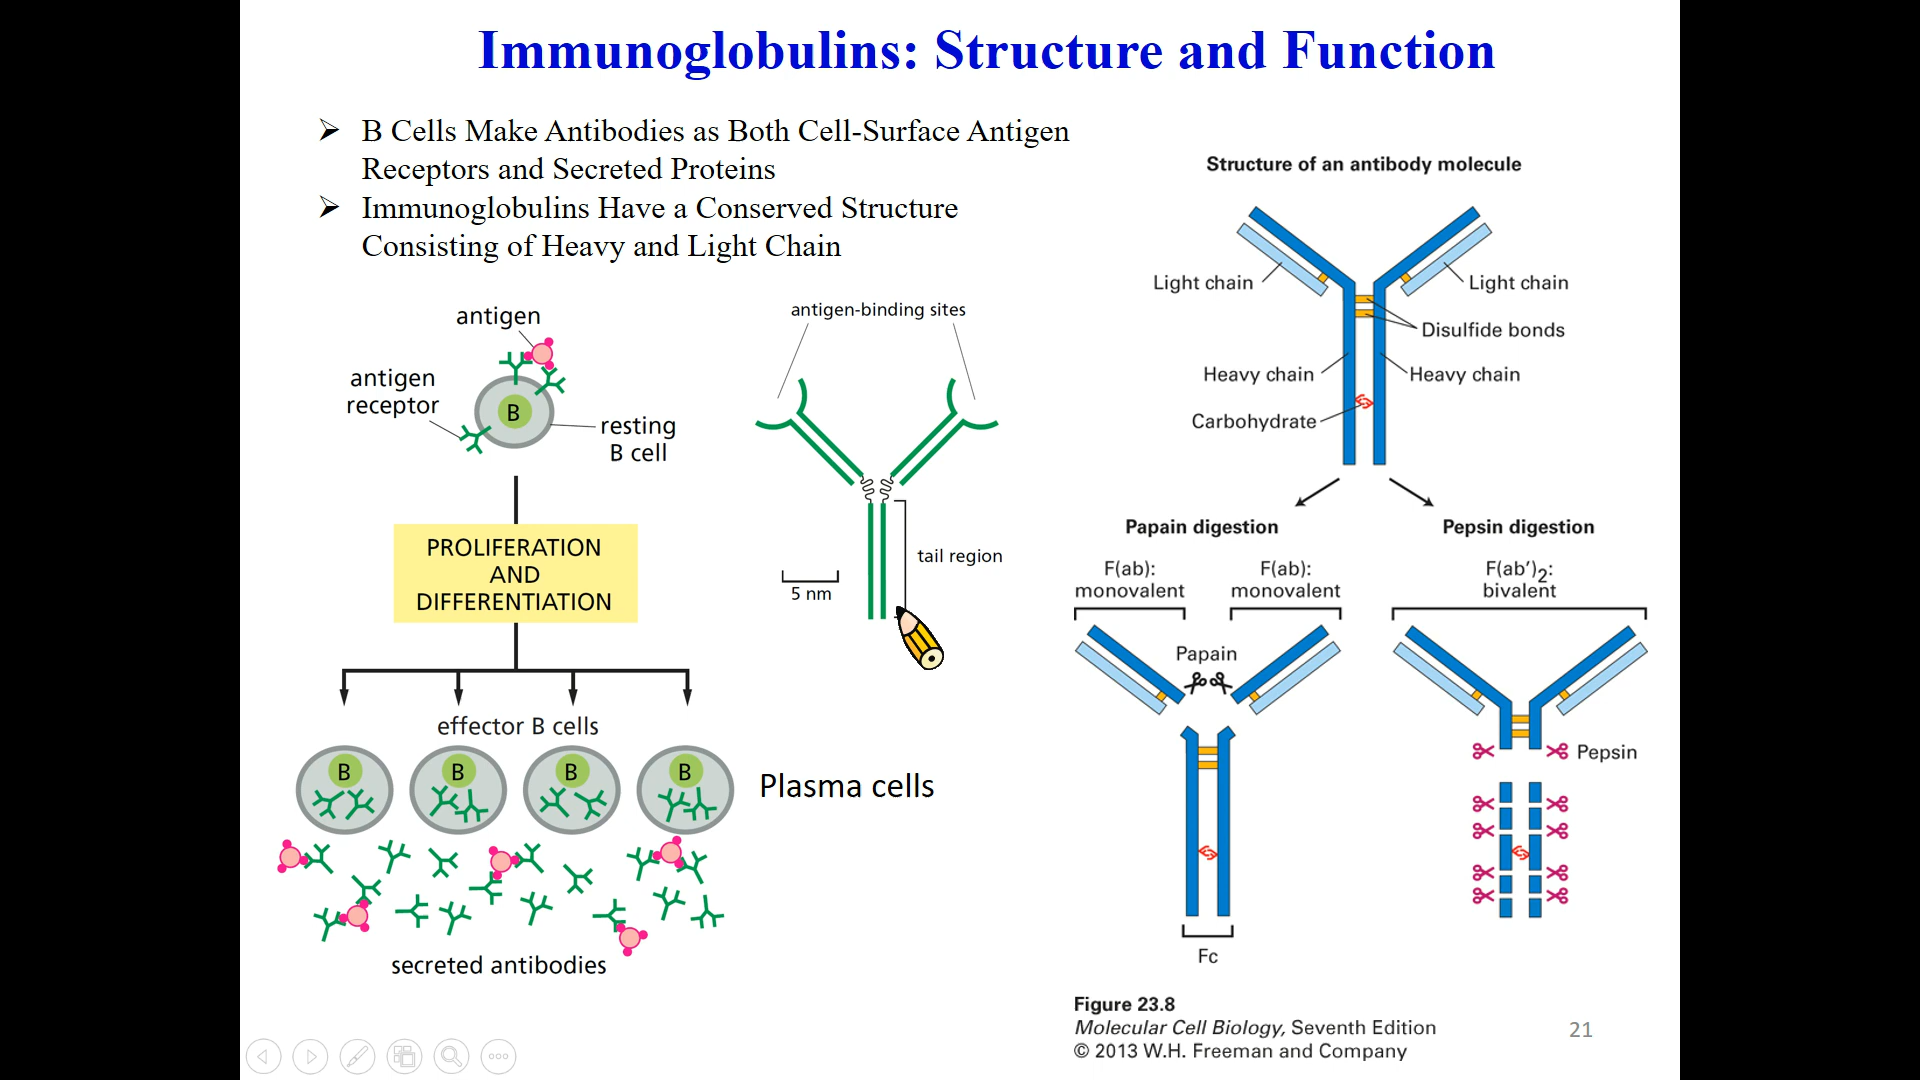 Immunoglobulins: Structure and Function
➢ B Cells Make Antibodies as Both Cell-Surface Antigen
Receptors and Secreted Proteins
➢ Immunoglobulins Have a Conserved Structure
Consisting of Heavy and Light Chain
antigen
antigen
receptor
B
resting
B cell
PROLIFERATION
AND
DIFFERENTIATION
effector B cells
B B B B
Plasma cells
secreted antibodies
antigen-binding sites
tail region
5 nm
Structure of an antibody molecule
Light chain
Light chain
Disulfide bonds
Heavy chain
Heavy chain
Carbohydrate
Papain digestion
F(ab):
monovalent
F(ab):
monovalent
Papain
Fc
Pepsin digestion
F(ab’)2:
bivalent
Pepsin
Figure 23.8
Molecular Cell Biology, Seventh Edition
© 2013 W.H. Freeman and Company
21